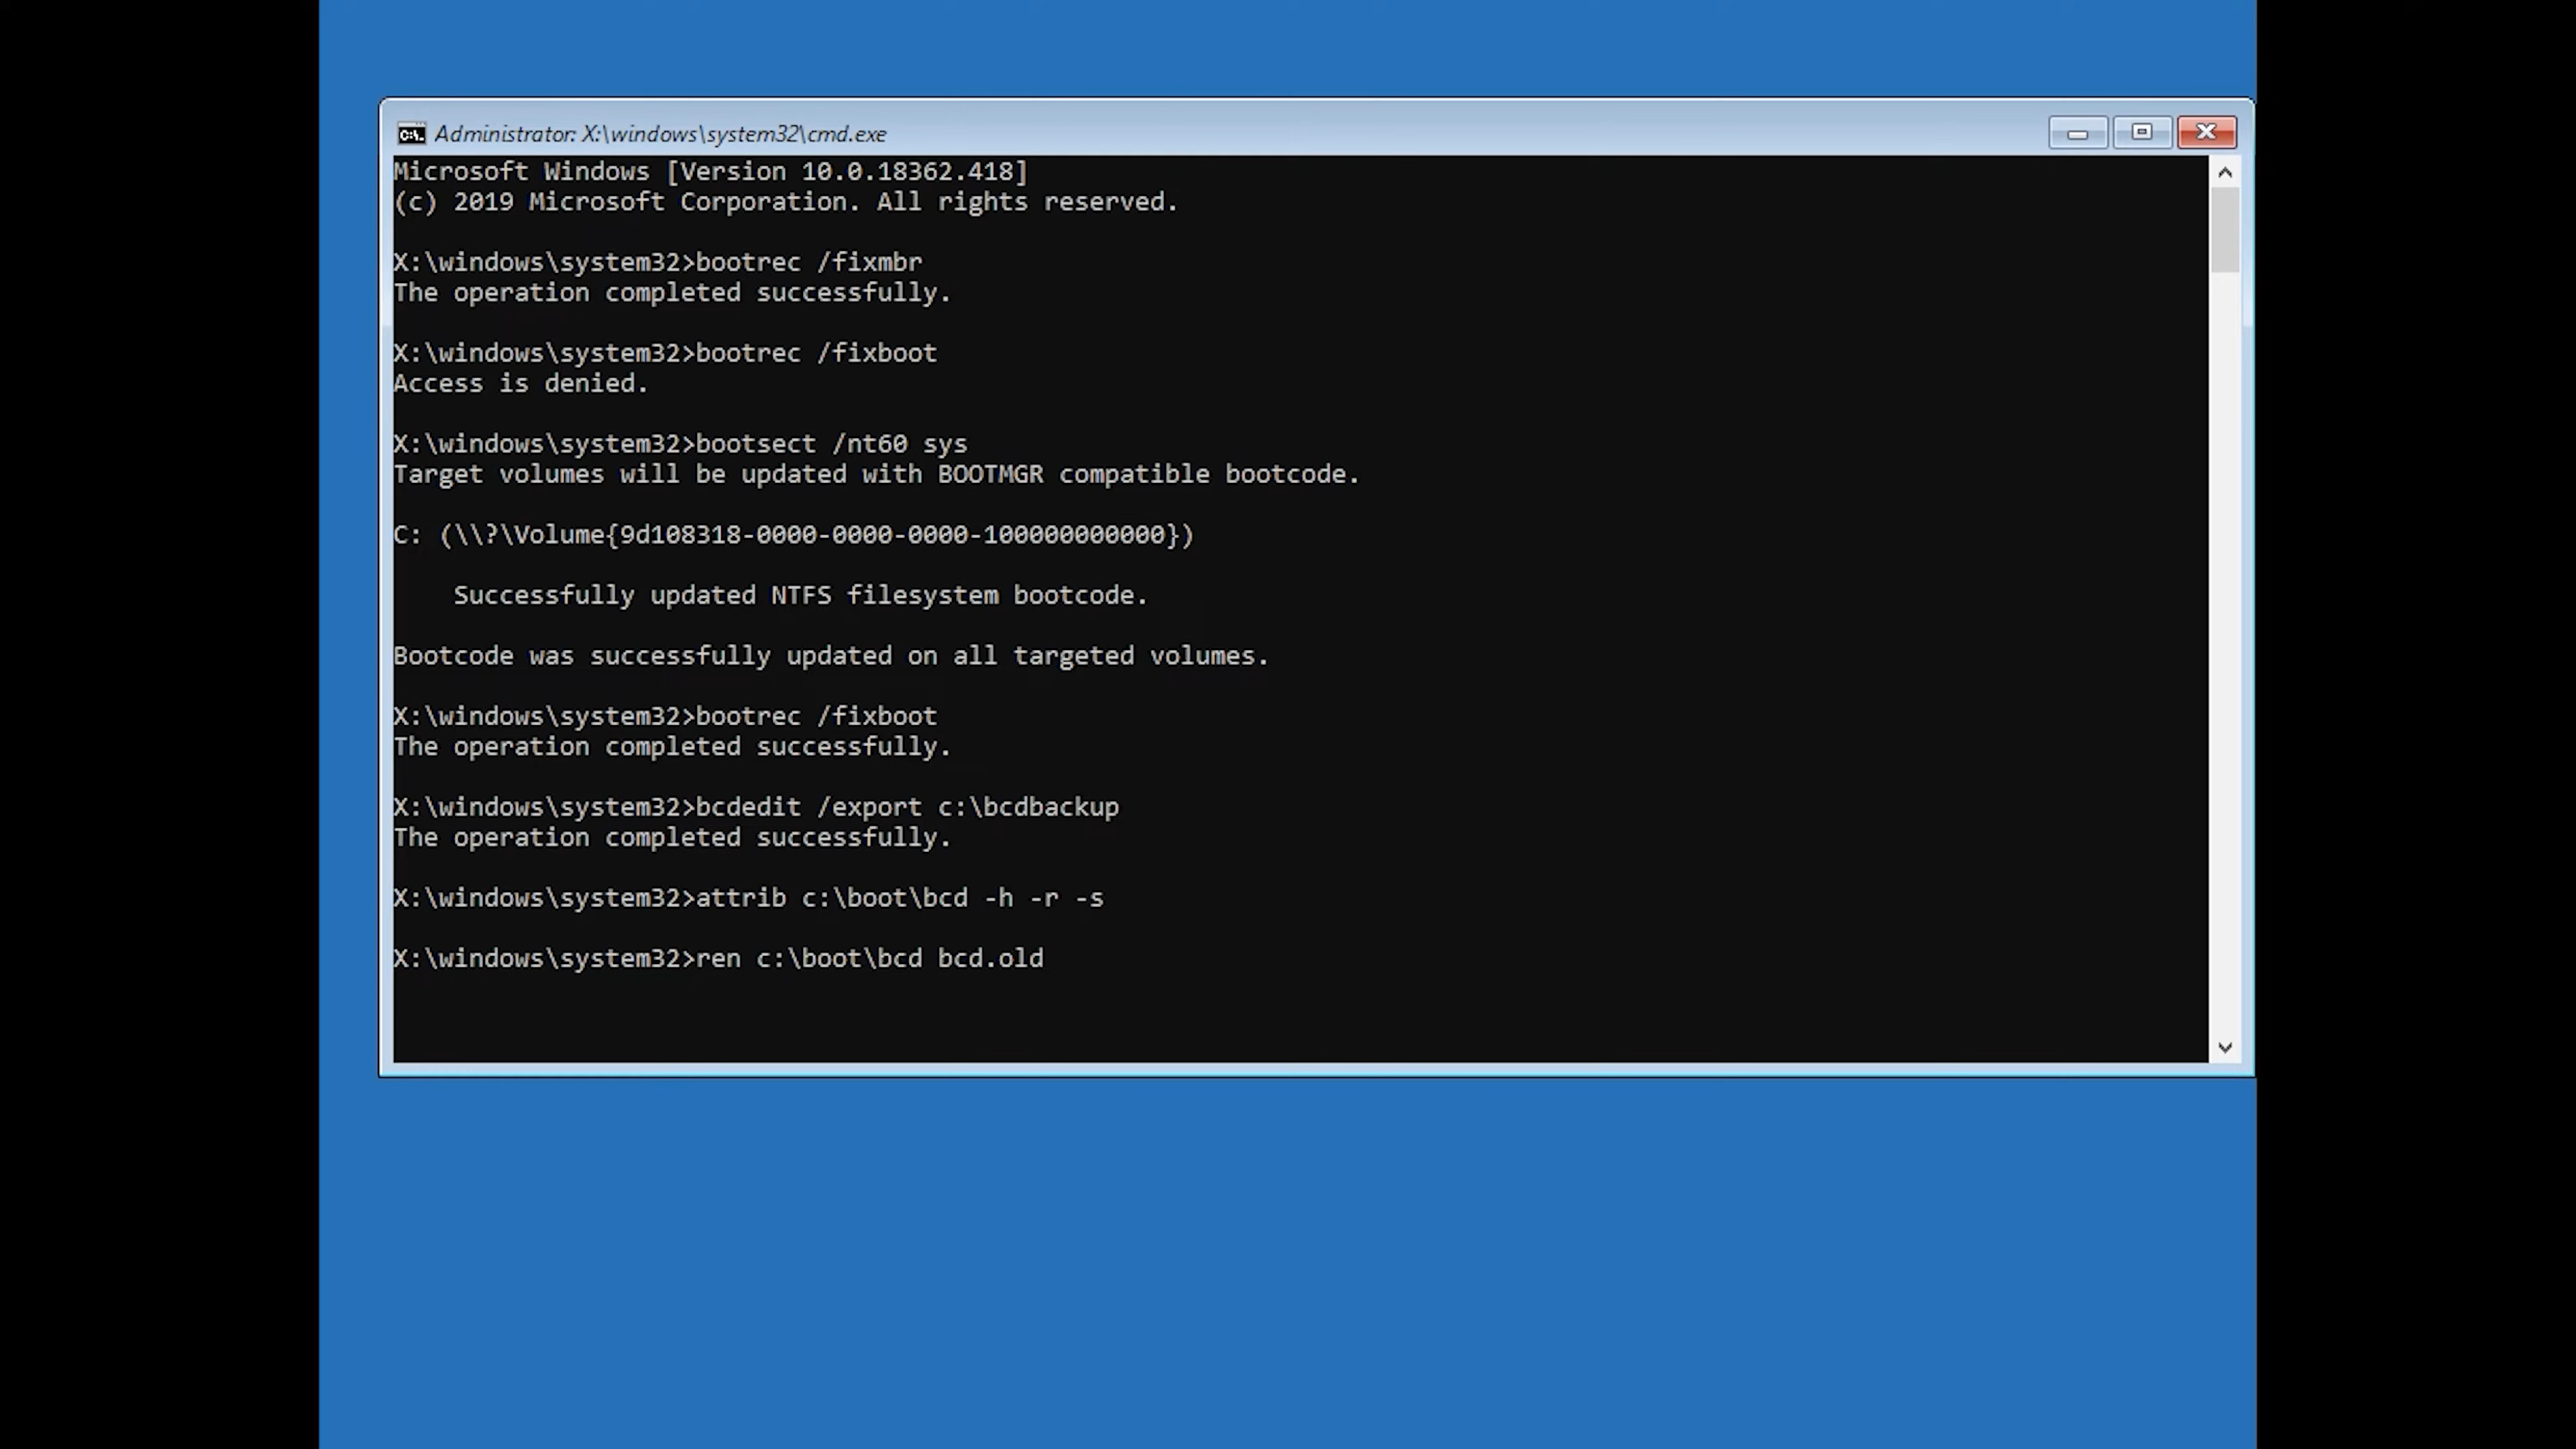 Administrator: X:\windows\system32\cmd.exe
Microsoft Windows [Version 10.0.18362.418]
(c) 2019 Microsoft Corporation. All rights reserved.
X:\windows\system32>bootrec /fixmbr
The operation completed successfully.
X:\windows\system32>bootrec /fixboot
Access is denied.
X:\windows\system32>bootsect /nt60 sys
Target volumes will be updated with BOOTMGR compatible bootcode.
C: (\\?\Volume{9d108318-0000-0000-0000-100000000000})
Successfully updated NTFS filesystem bootcode.
Bootcode was successfully updated on all targeted volumes.
X:\windows\system32>bootrec /fixboot
The operation completed successfully.
X:\windows\system32>bcdedit /export c:\bcdbackup
The operation completed successfully.
X:\windows\system32>attrib c:\boot\bcd -h -r -s
X:\windows\system32>ren c:\boot\bcd bcd.old